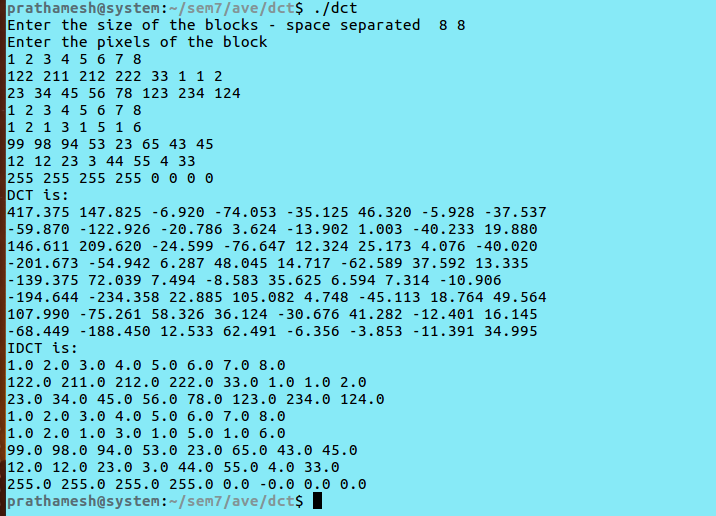 prathamesh@system:~/sem7/ave/dct$ ./dct
Enter the size of the blocks - space separated  8 8
Enter the pixels of the block
1 2 3 4 5 6 7 8
122 211 212 222 33 1 1 2
23 34 45 56 78 123 234 124
1 2 3 4 5 6 7 8
1 2 1 3 1 5 1 6
99 98 94 53 23 65 43 45
12 12 23 3 44 55 4 33
255 255 255 255 0 0 0 0
DCT is:
417.375 147.825 -6.920 -74.053 -35.125 46.320 -5.928 -37.537
-59.870 -122.926 -20.786 3.624 -13.902 1.003 -40.233 19.880
146.611 209.620 -24.599 -76.647 12.324 25.173 4.076 -40.020
-201.673 -54.942 6.287 48.045 14.717 -62.589 37.592 13.335
-139.375 72.039 7.494 -8.583 35.625 6.594 7.314 -10.906
-194.644 -234.358 22.885 105.082 4.748 -45.113 18.764 49.564
107.990 -75.261 58.326 36.124 -30.676 41.282 -12.401 16.145
-68.449 -188.450 12.533 62.491 -6.356 -3.853 -11.391 34.995
IDCT is:
1.0 2.0 3.0 4.0 5.0 6.0 7.0 8.0
122.0 211.0 212.0 222.0 33.0 1.0 1.0 2.0
23.0 34.0 45.0 56.0 78.0 123.0 234.0 124.0
1.0 2.0 3.0 4.0 5.0 6.0 7.0 8.0
1.0 2.0 1.0 3.0 1.0 5.0 1.0 6.0
99.0 98.0 94.0 53.0 23.0 65.0 43.0 45.0
12.0 12.0 23.0 3.0 44.0 55.0 4.0 33.0
255.0 255.0 255.0 255.0 0.0 -0.0 0.0 0.0
prathamesh@system:~/sem7/ave/dct$